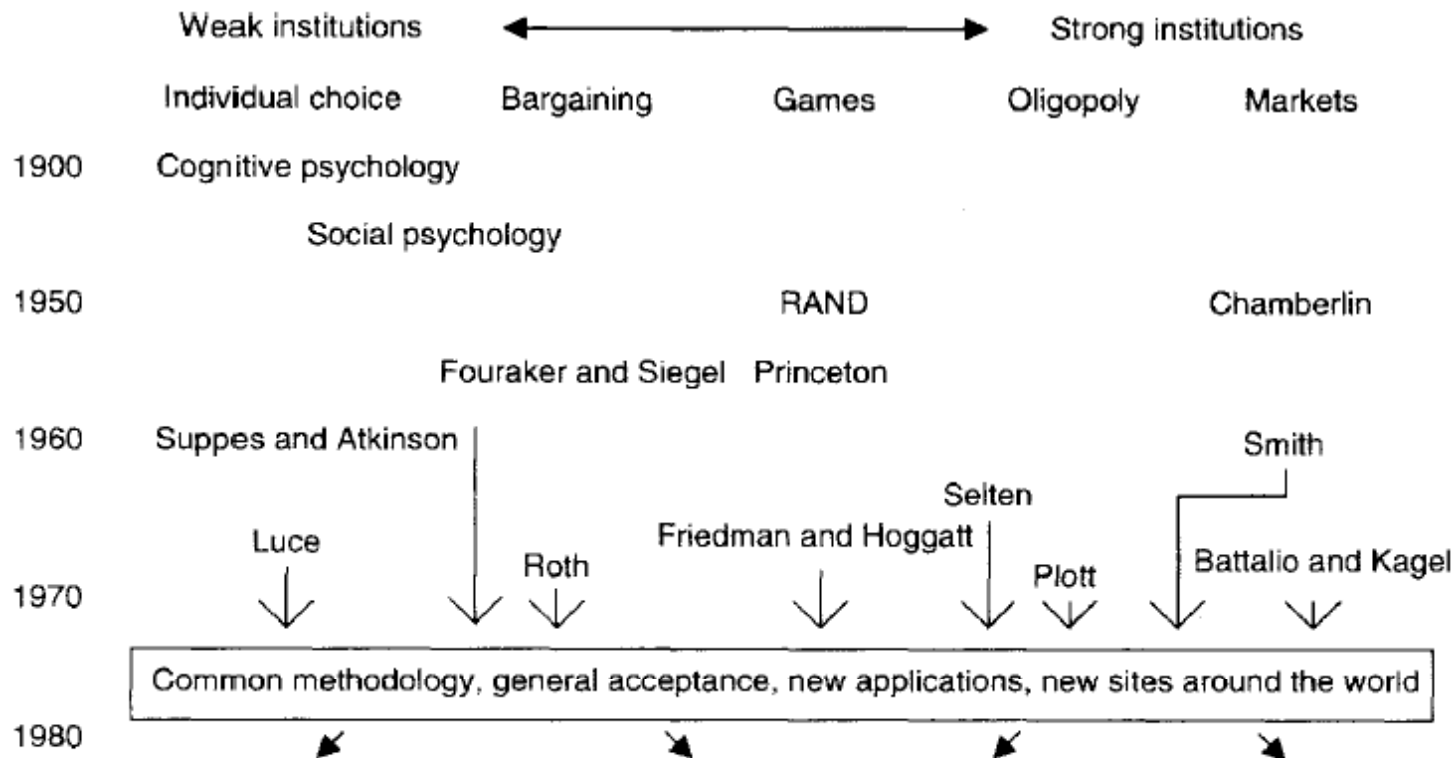 Weak institutions Strong institutions
Individual choice Bargaining Games Oligopoly Markets
1900 Cognitive psychology
Social psychology
1950 RAND Chamberlin
Fouraker and Siegel Princeton
1960 Suppes and Atkinson Smith
Selten
Luce Friedman and Hoggatt
Roth Plott Battalio and Kagel
1970
Common methodology, general acceptance, new applications, new sites around the world
1980